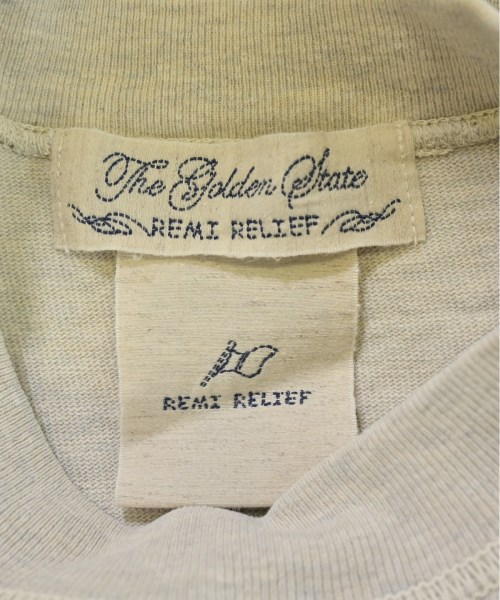 The Golden State
REMI RELIEF
REMI RELIEF